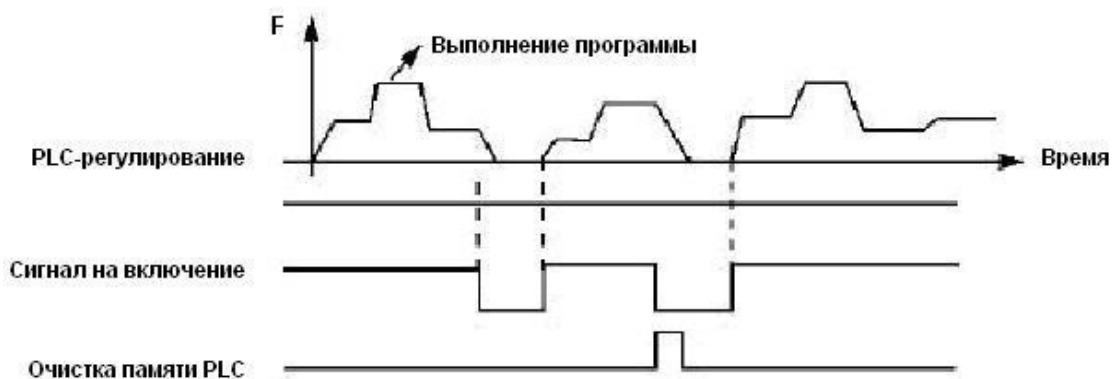 F
Выполнение программы
PLC-регулирование
Время
Сигнал на включение
Очистка памяти PLC